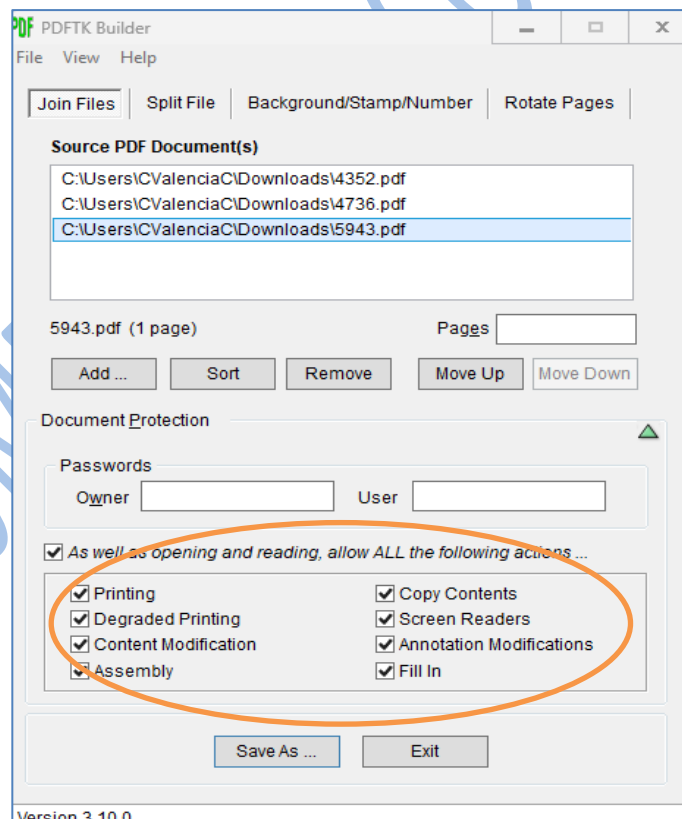 PDF PDFTK Builder
File View Help
Join Files Split File Background/Stamp/Number Rotate Pages
Source PDF Document(s)
C:\Users\CValenciaC\Downloads\4352.pdf
C:\Users\CValenciaC\Downloads\4736.pdf
C:\Users\CValenciaC\Downloads\5943.pdf
5943.pdf (1 page) Pages
Add ... Sort Remove Move Up Move Down
Document Protection
Passwords
Owner User
As well as opening and reading, allow ALL the following actions ...
Printing Copy Contents
Degraded Printing Screen Readers
Content Modification Annotation Modifications
Assembly Fill In
Save As ... Exit
Version 3.10.0